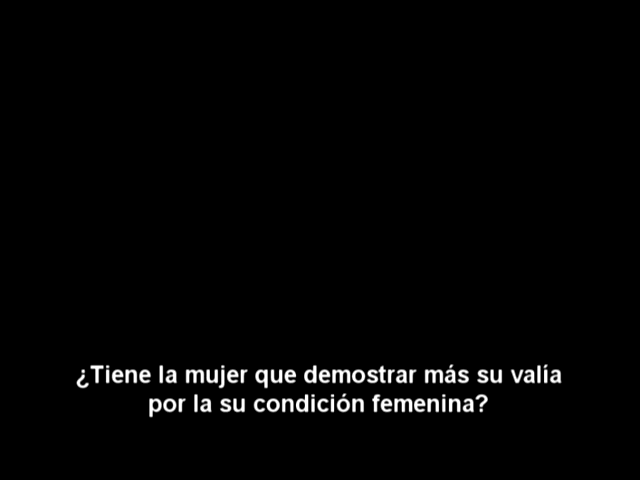 ¿Tiene la mujer que demostrar más su valía
por la su condición femenina?